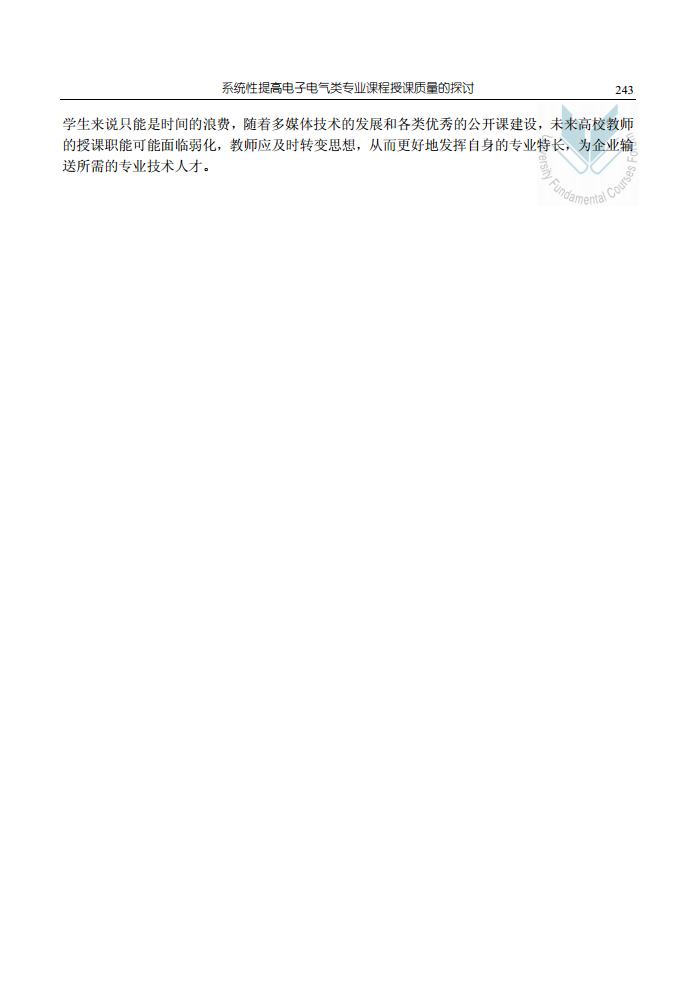 系统性提高电子电气类专业课程授课质量的探讨 243
学生来说只能是时间的浪费，随着多媒体技术的发展和各类优秀的公开课建设，未来高校教师
的授课职能可能面临弱化，教师应及时转变思想，从而更好地发挥自身的专业特长，为企业输
送所需的专业技术人才。
Fundamental Courses